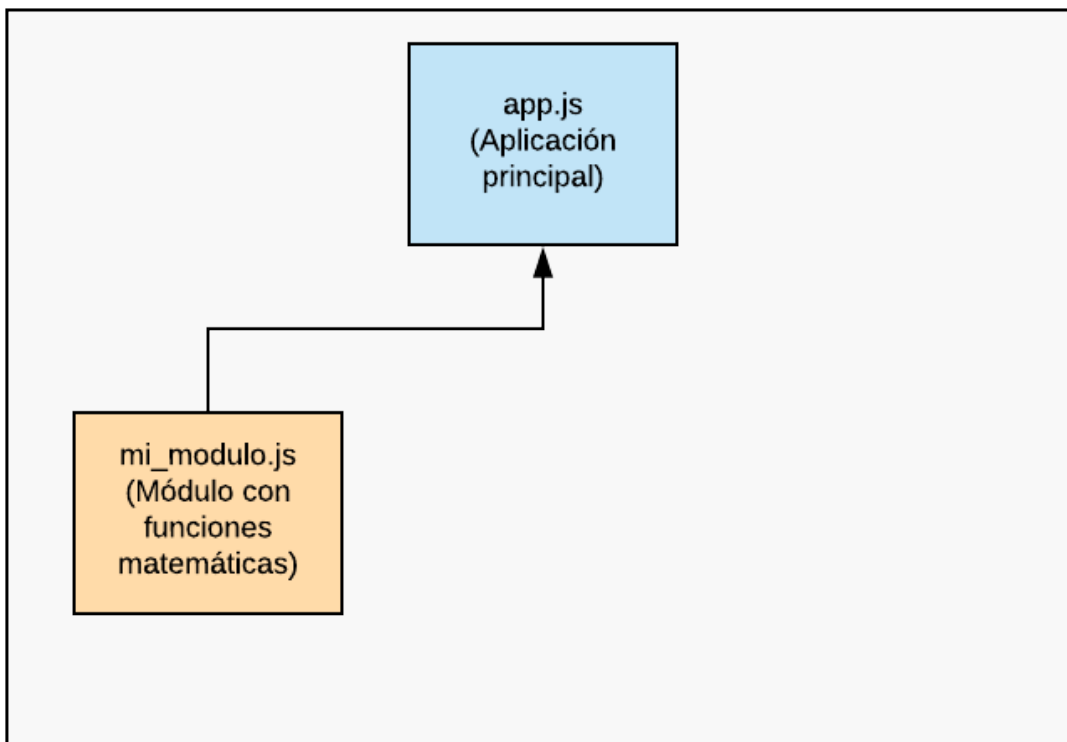 app.js
(Aplicación
principal)
mi_modulo.js
(Módulo con
funciones
matemáticas)